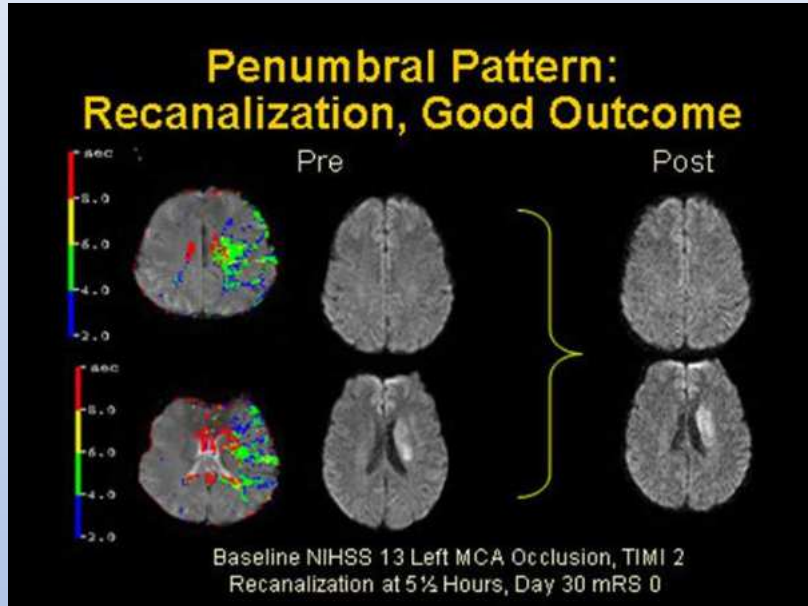 Penumbral Pattern:
Recanalization, Good Outcome
Pre
Post
sec
8.0
6.0
4.0
2.0
sec
8.0
6.0
4.0
2.0
Baseline NIHSS 13 Left MCA Occlusion, TIMI 2
Recanalization at 5½ Hours, Day 30 mRS 0